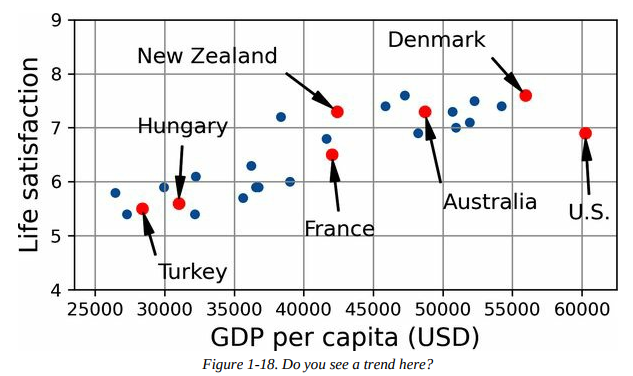 9
8
7
6
5
4
Life satisfaction
Denmark
New Zealand
Hungary
Australia
U.S.
France
Turkey
25000 30000 35000 40000 45000 50000 55000 60000
GDP per capita (USD)
Figure 1-18. Do you see a trend here?